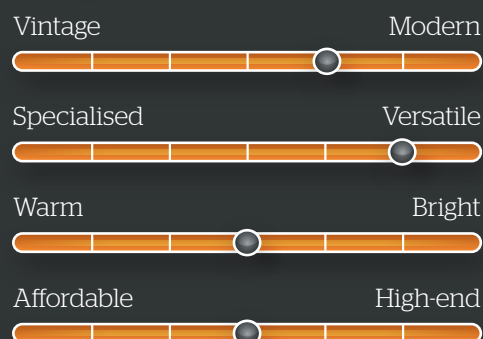 Vintage Modern
Specialised Versatile
Warm Bright
Affordable High-end